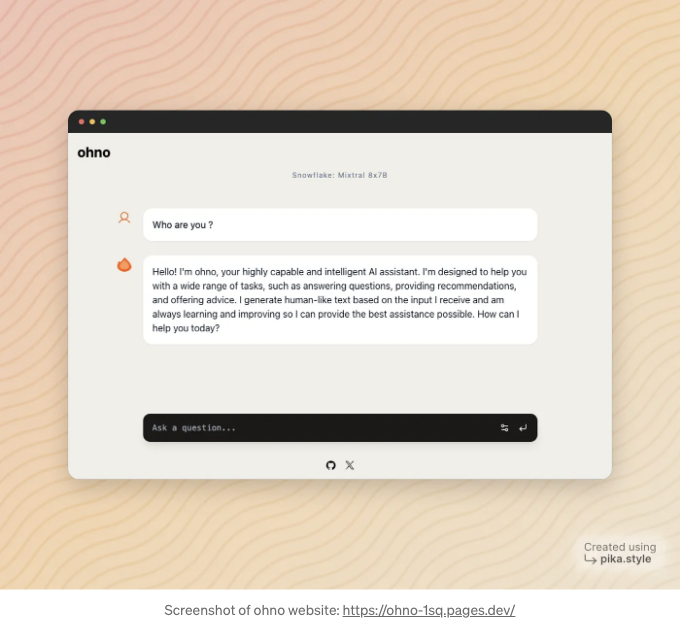 ohno
Snowflake: Mixtral 8x7B
Who are you ?
Hello! I'm ohno, your highly capable and intelligent AI assistant. I'm designed to help you
with a wide range of tasks, such as answering questions, providing recommendations,
and offering advice. I generate human-like text based on the input I receive and am
always learning and improving so I can provide the best assistance possible. How can I
help you today?
Ask a question...
Created using
pika.style
Screenshot of ohno website: https://ohno-1sq.pages.dev/